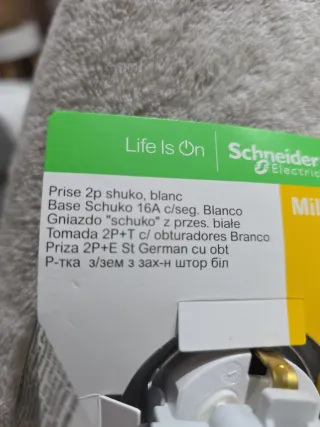 Life Is On | Schneider
Electric
Prise 2p shuko, blanc
Base Schuko 16A c/seg. Blanco
Gniazdo "schuko" z przes. białe
Tomada 2P+T c/ obturadores Branco
Priza 2P+E St German cu obt
Р-тка з/зем з зах-н штор біл
Mil